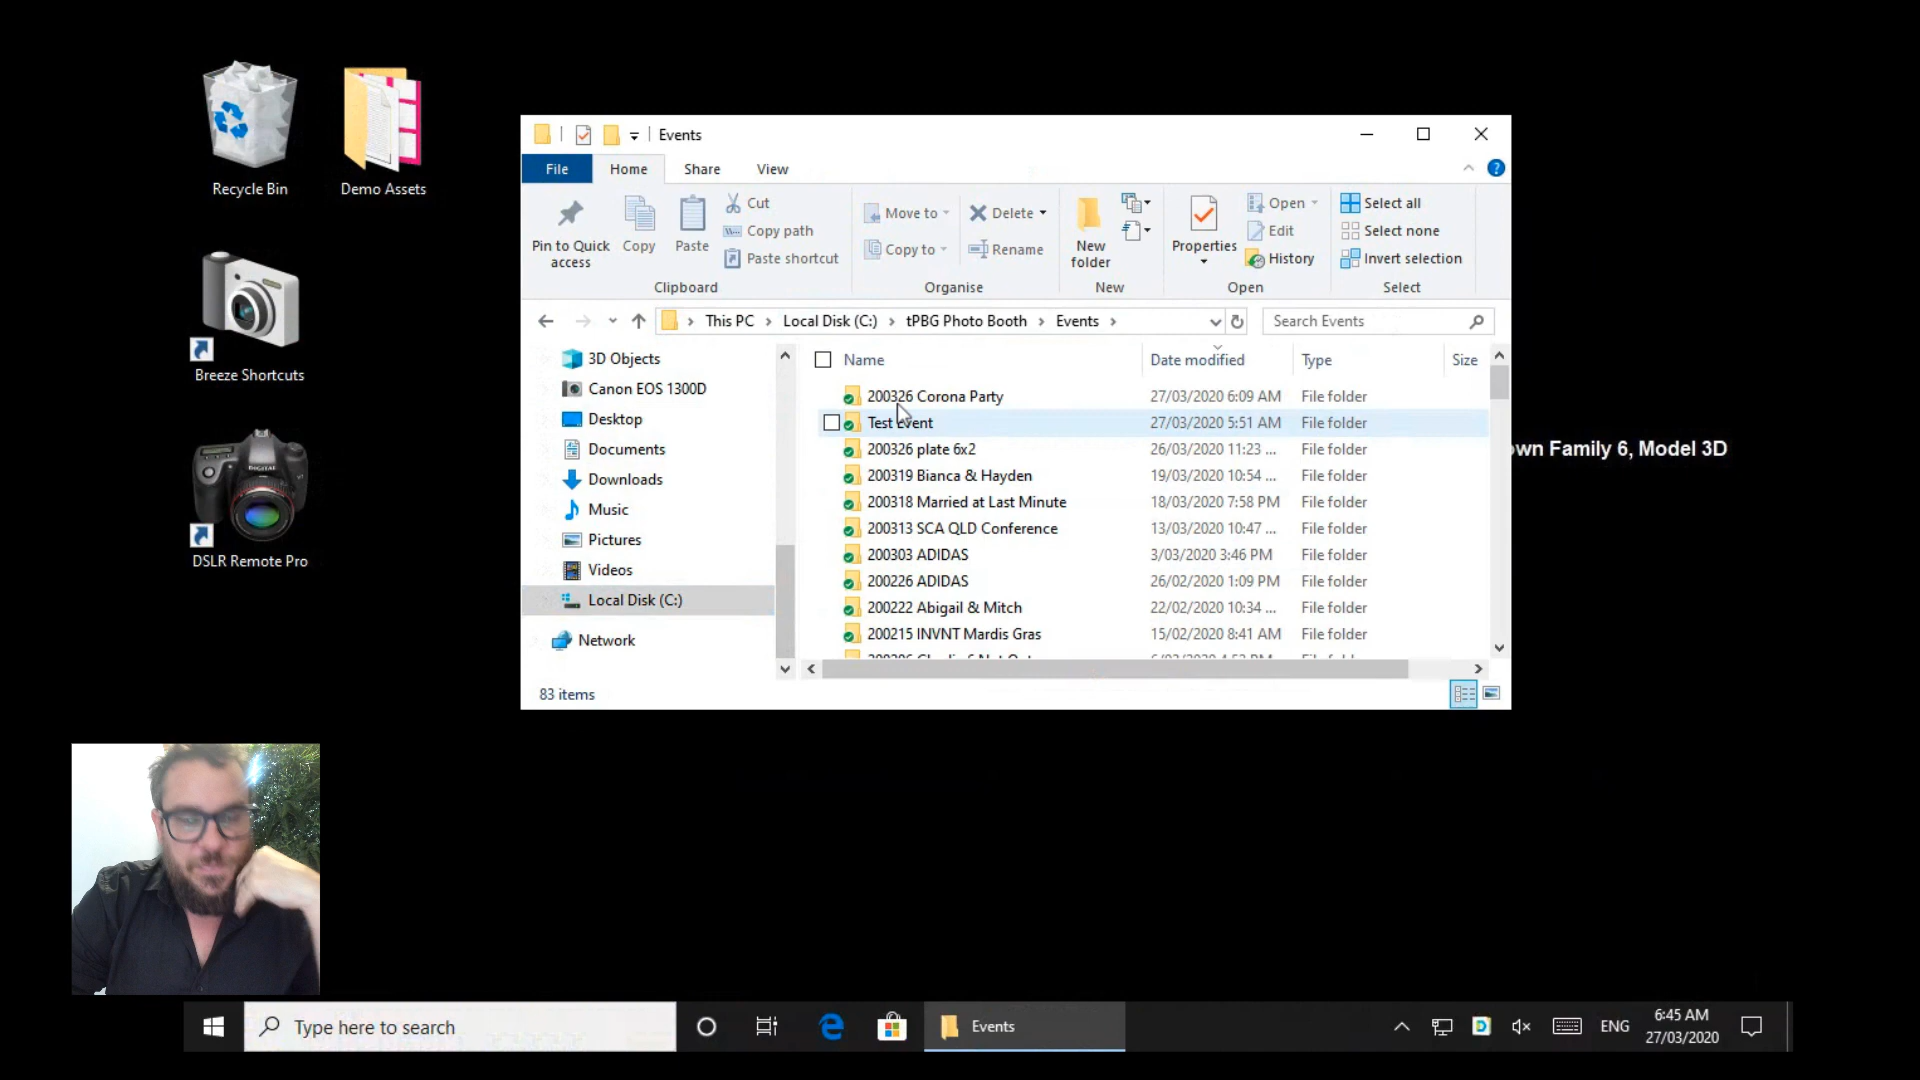 Recycle Bin
Demo Assets
Breeze Shortcuts
DSLR Remote Pro
Events
File
Home
Share
View
Pin to Quick access
Copy
Paste
Cut
Copy path
Paste shortcut
Clipboard
Move to
Copy to
Delete
Rename
Organise
New folder
New
Properties
Open
Edit
History
Open
Select all
Select none
Invert selection
Select
This PC
Local Disk (C:)
tPBG Photo Booth
Events
Search Events
3D Objects
Canon EOS 1300D
Desktop
Documents
Downloads
Music
Pictures
Videos
Local Disk (C:)
Network
Name Date modified Type Size
200326 Corona Party 27/03/2020 6:09 AM File folder
Test Event 27/03/2020 5:51 AM File folder
200326 plate 6x2 26/03/2020 11:23 ... File folder
200319 Bianca & Hayden 19/03/2020 10:54 ... File folder
200318 Married at Last Minute 18/03/2020 7:58 PM File folder
200313 SCA QLD Conference 13/03/2020 10:47 ... File folder
200303 ADIDAS 3/03/2020 3:46 PM File folder
200226 ADIDAS 26/02/2020 1:09 PM File folder
200222 Abigail & Mitch 22/02/2020 10:34 ... File folder
200215 INVNT Mardis Gras 15/02/2020 8:41 AM File folder
83 items
own Family 6, Model 3D
DIGITAL
Type here to search
Events
ENG
6:45 AM
27/03/2020